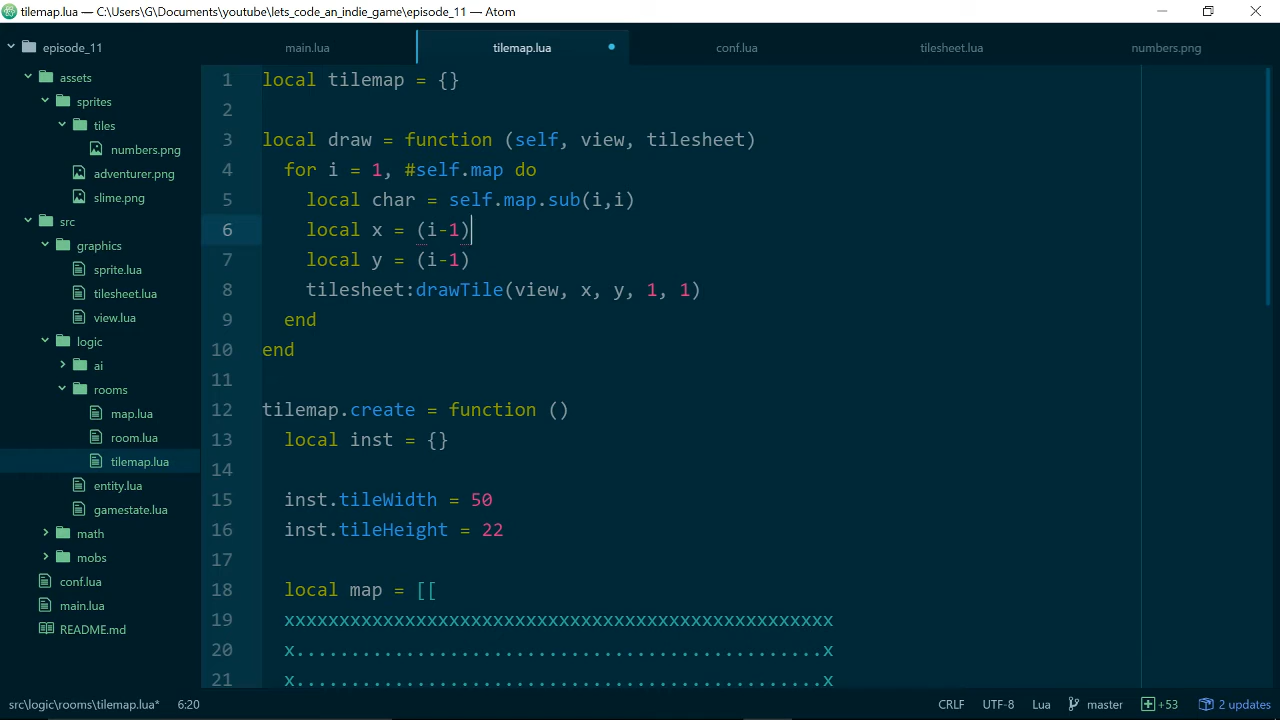 tilemap.lua — C:\Users\G\Documents\youtube\lets_code_an_indie_game\episode_11 — Atom
episode_11
main.lua
tilemap.lua
conf.lua
tilesheet.lua
numbers.png
assets
sprites
tiles
numbers.png
adventurer.png
slime.png
src
graphics
sprite.lua
tilesheet.lua
view.lua
logic
ai
rooms
map.lua
room.lua
tilemap.lua
entity.lua
gamestate.lua
math
mobs
conf.lua
main.lua
README.md
1 local tilemap = {}
2
3 local draw = function (self, view, tilesheet)
4 for i = 1, #self.map do
5 local char = self.map.sub(i,i)
6 local x = (i-1)
7 local y = (i-1)
8 tilesheet:drawTile(view, x, y, 1, 1)
9 end
10 end
11
12 tilemap.create = function ()
13 local inst = {}
14
15 inst.tileWidth = 50
16 inst.tileHeight = 22
17
18 local map = [[
19 xxxxxxxxxxxxxxxxxxxxxxxxxxxxxxxxxxxxxxxxxxxxxxxxxx
20 x................................................x
21 x................................................x
src\logic\rooms\tilemap.lua* 6:20
CRLF UTF-8 Lua master +53 2 updates